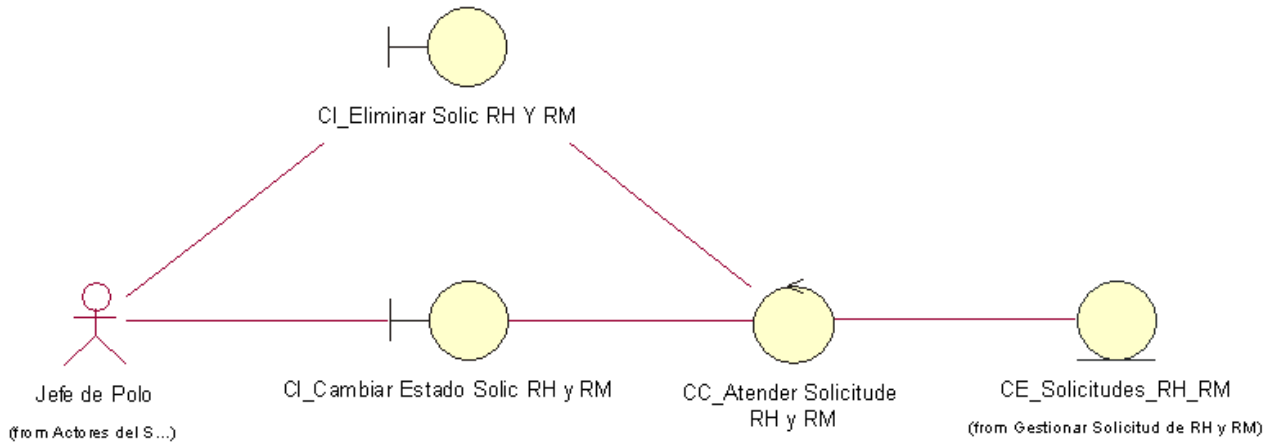 CI_Eliminar Solic RH Y RM
Jefe de Polo
(from Actores del S...)
CI_Cambiar Estado Solic RH y RM
CC_Atender Solicitude
RH y RM
CE_Solicitudes_RH_RM
(from Gestionar Solicitud de RH y RM)